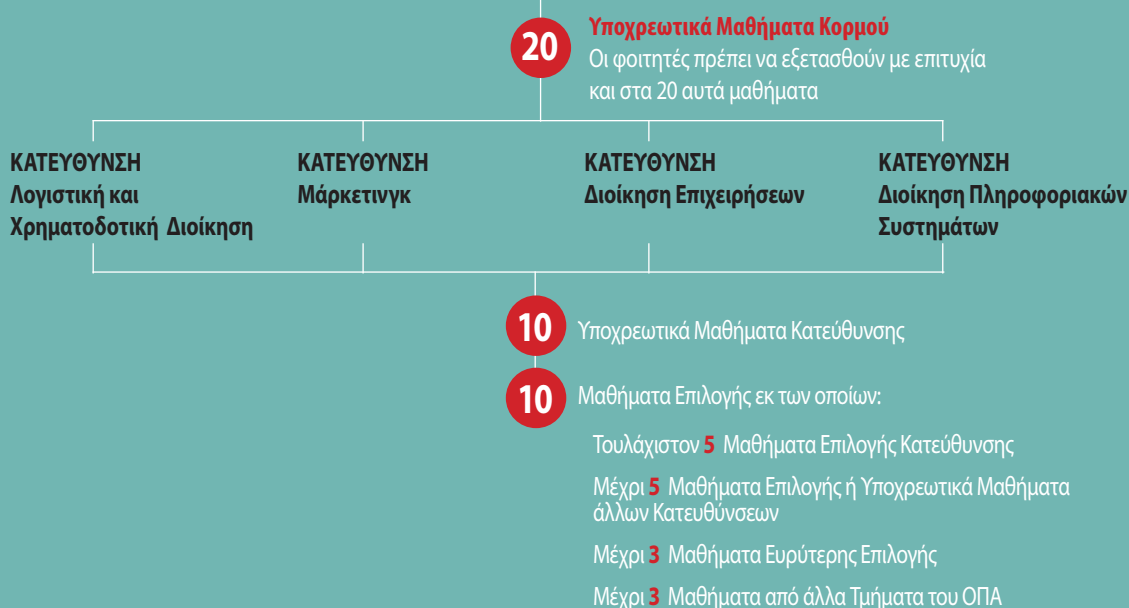 20
Υποχρεωτικά Μαθήματα Κορμού
Οι φοιτητές πρέπει να εξετασθούν με επιτυχία
και στα 20 αυτά μαθήματα
ΚΑΤΕΥΘΥΝΣΗ
Λογιστική και
Χρηματοδοτική Διοίκηση
ΚΑΤΕΥΘΥΝΣΗ
Μάρκετινγκ
ΚΑΤΕΥΘΥΝΣΗ
Διοίκηση Επιχειρήσεων
ΚΑΤΕΥΘΥΝΣΗ
Διοίκηση Πληροφοριακών
Συστημάτων
10 Υποχρεωτικά Μαθήματα Κατεύθυνσης
10 Μαθήματα Επιλογής εκ των οποίων:
Τουλάχιστον 5 Μαθήματα Επιλογής Κατεύθυνσης
Μέχρι 5 Μαθήματα Επιλογής ή Υποχρεωτικά Μαθήματα
άλλων Κατευθύνσεων
Μέχρι 3 Μαθήματα Ευρύτερης Επιλογής
Μέχρι 3 Μαθήματα από άλλα Τμήματα του ΟΠΑ